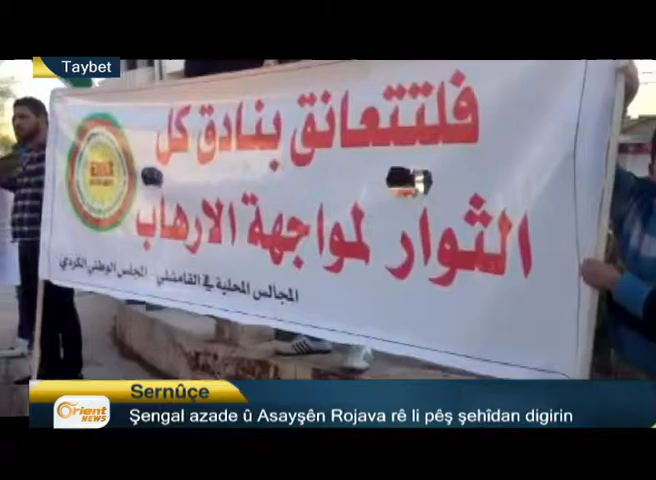 Taybet
فلتتعانق بنادق كل
الثوار لمواجهة الارهاب
المجالس المحلية في القامشلي _ المجلس الوطني الكردي
Sernûçe
Orient NEWS
Şengal azade û Asayşên Rojava rê li pêş şehîdan digirin